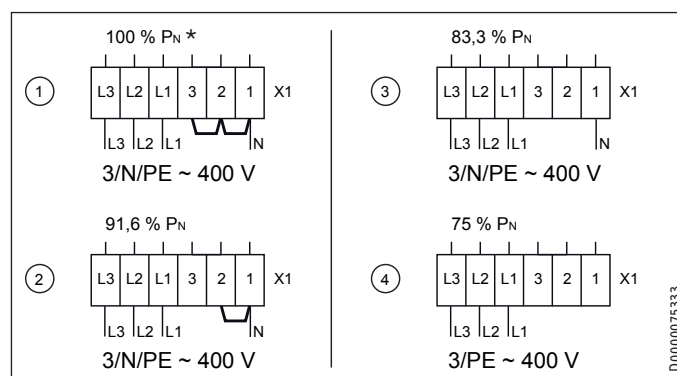 100 % PN *
1
L3 L2 L1 3 2 1 X1
L3 L2 L1 N
3/N/PE ~ 400 V
91,6 % PN
2
L3 L2 L1 3 2 1 X1
L3 L2 L1 N
3/N/PE ~ 400 V
83,3 % PN
3
L3 L2 L1 3 2 1 X1
L3 L2 L1 N
3/N/PE ~ 400 V
75 % PN
4
L3 L2 L1 3 2 1 X1
L3 L2 L1
3/PE ~ 400 V
D0000075333